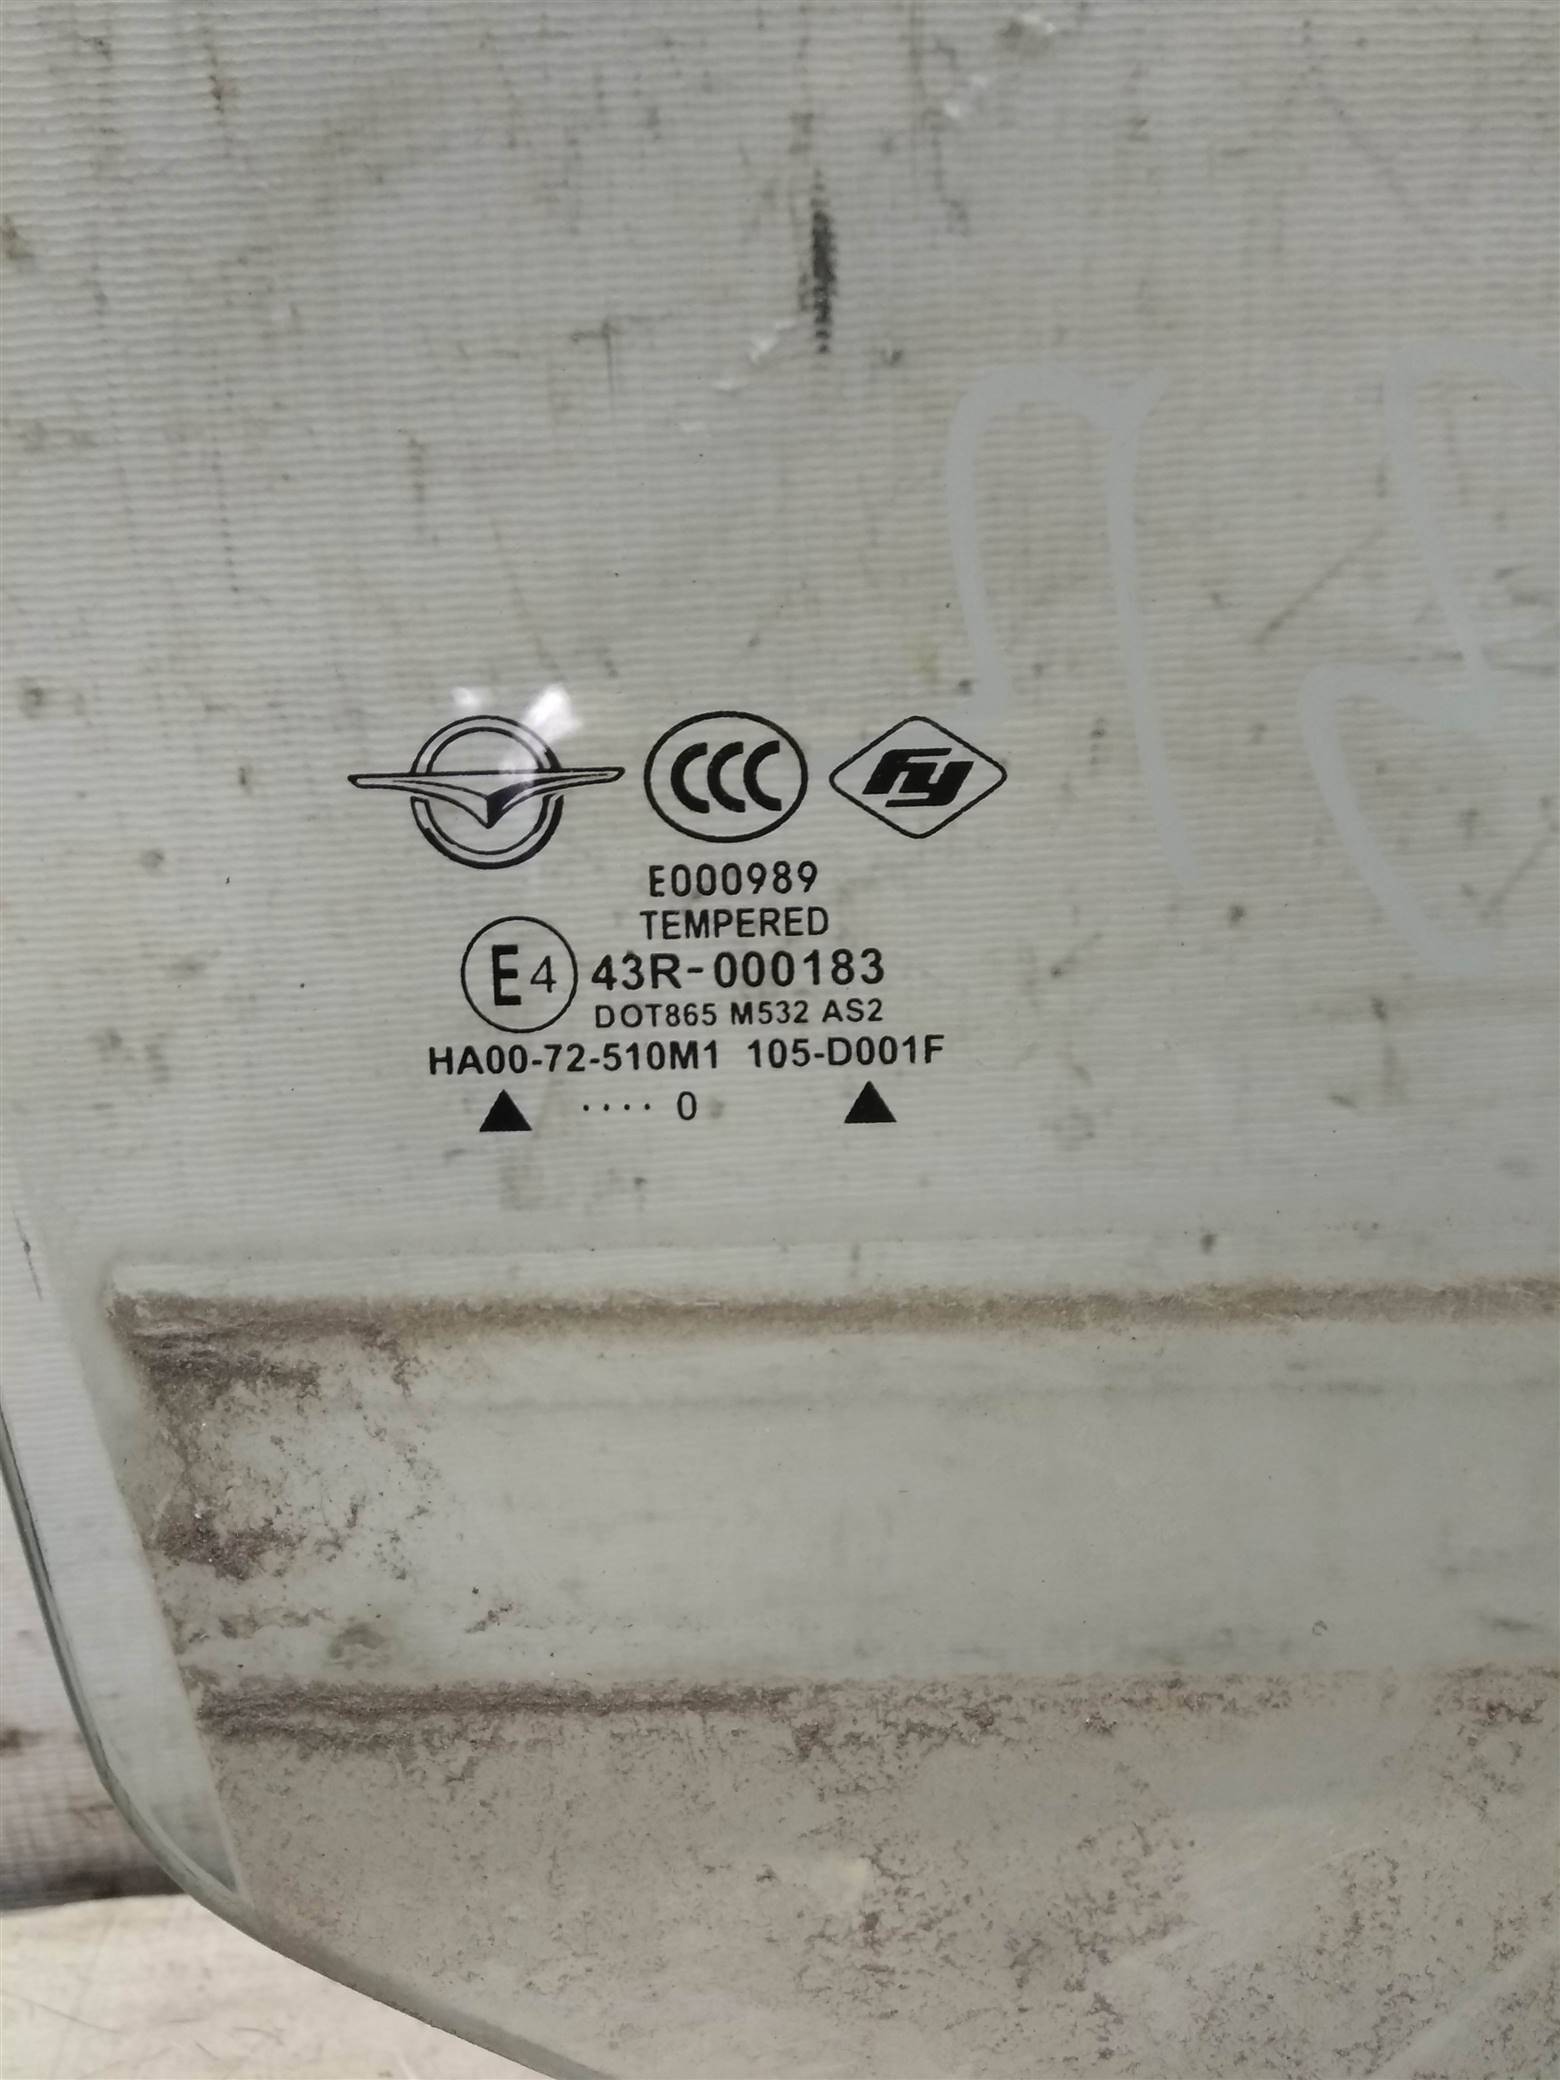 CCC fy
E000989
TEMPERED
E4 43R-000183
DOT865 M532 AS2
HA00-72-510M1 105-D001F
▲ ···· 0 ▲